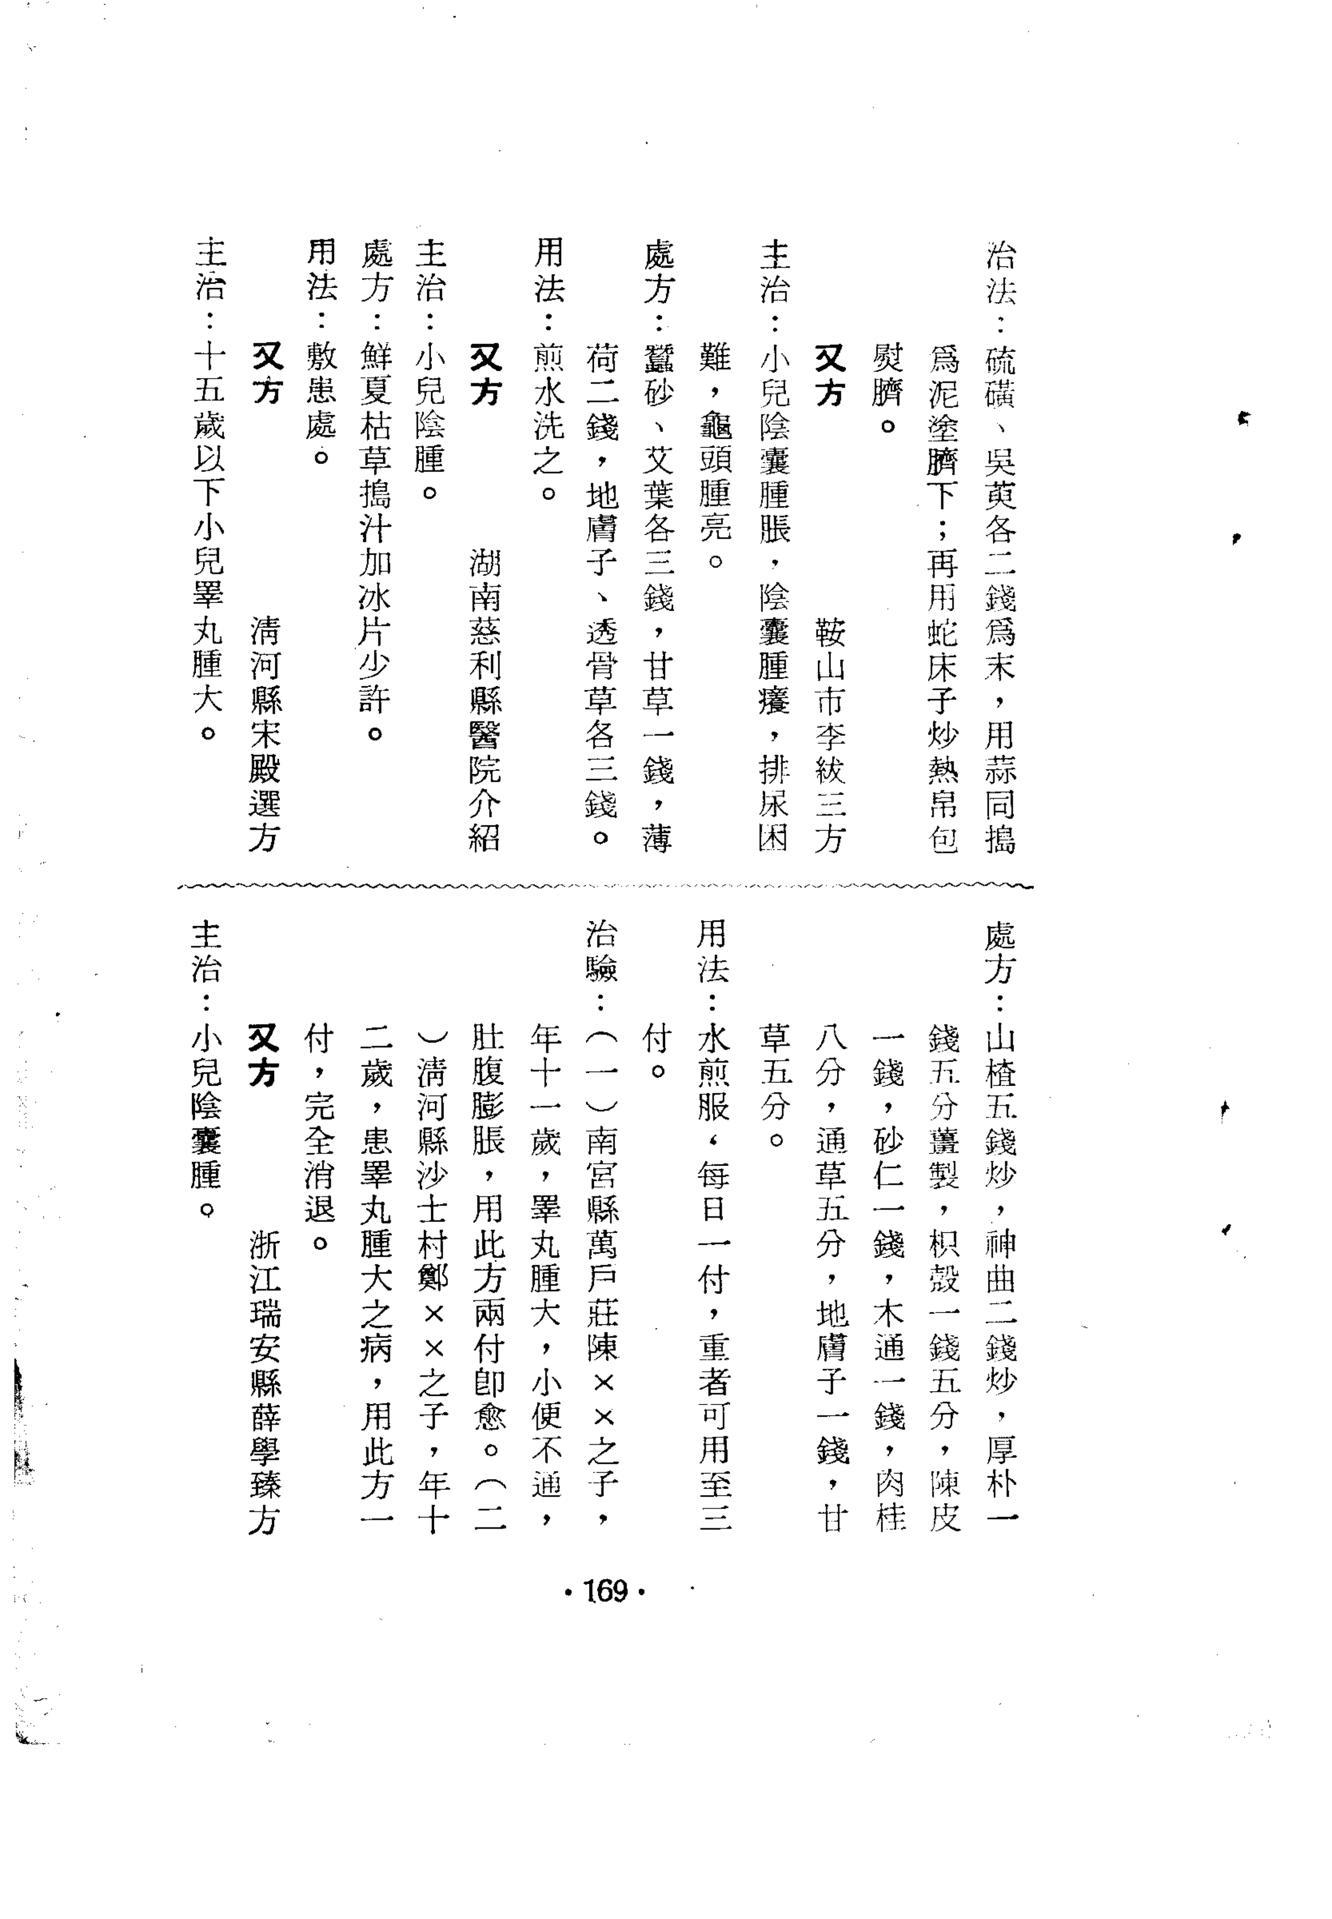 治法：硫磺、吳萸各二錢爲末，用蒜同搗
爲泥塗臍下；再用蛇床子炒熱帛包
熨臍。
又方　鞍山市李紱三方
主治：小兒陰囊腫脹，陰囊腫癢，排尿困
難，龜頭腫亮。
處方：蠶砂、艾葉各三錢，甘草一錢，薄
荷二錢，地膚子、透骨草各三錢。
用法：煎水洗之。
又方　湖南慈利縣醫院介紹
主治：小兒陰腫。
處方：鮮夏枯草搗汁加冰片少許。
用法：敷患處。
又方　淸河縣宋殿選方
主治：十五歲以下小兒睪丸腫大。
處方：山楂五錢炒，神曲二錢炒，厚朴一
錢五分薑製，枳殼一錢五分，陳皮
一錢，砂仁一錢，木通一錢，肉桂
八分，通草五分，地膚子一錢，甘
草五分。
用法：水煎服，每日一付，重者可用至三
付。
治驗：（一）南宮縣萬戶莊陳××之子，
年十一歲，睪丸腫大，小便不通，
肚腹膨脹，用此方兩付卽愈。（二
）淸河縣沙士村鄭××之子，年十
二歲，患睪丸腫大之病，用此方一
付，完全消退。
又方　浙江瑞安縣薛學臻方
主治：小兒陰囊腫。
·169·